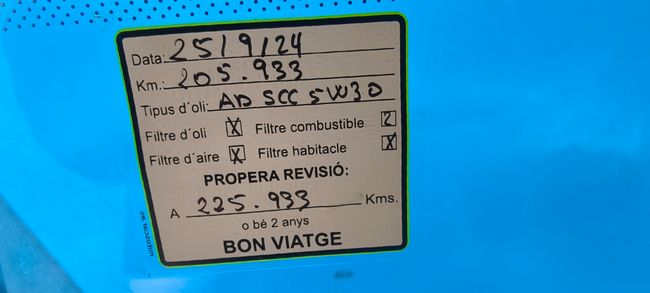 Data: 25/9/24
Km.: 205.933
Tipus d'oli: AD SCC 5W30
Filtre d'oli X Filtre combustible 2
Filtre d'aire X Filtre habitacle X
PROPERA REVISIÓ:
A 225.933 Kms.
o bé 2 anys
BON VIATGE